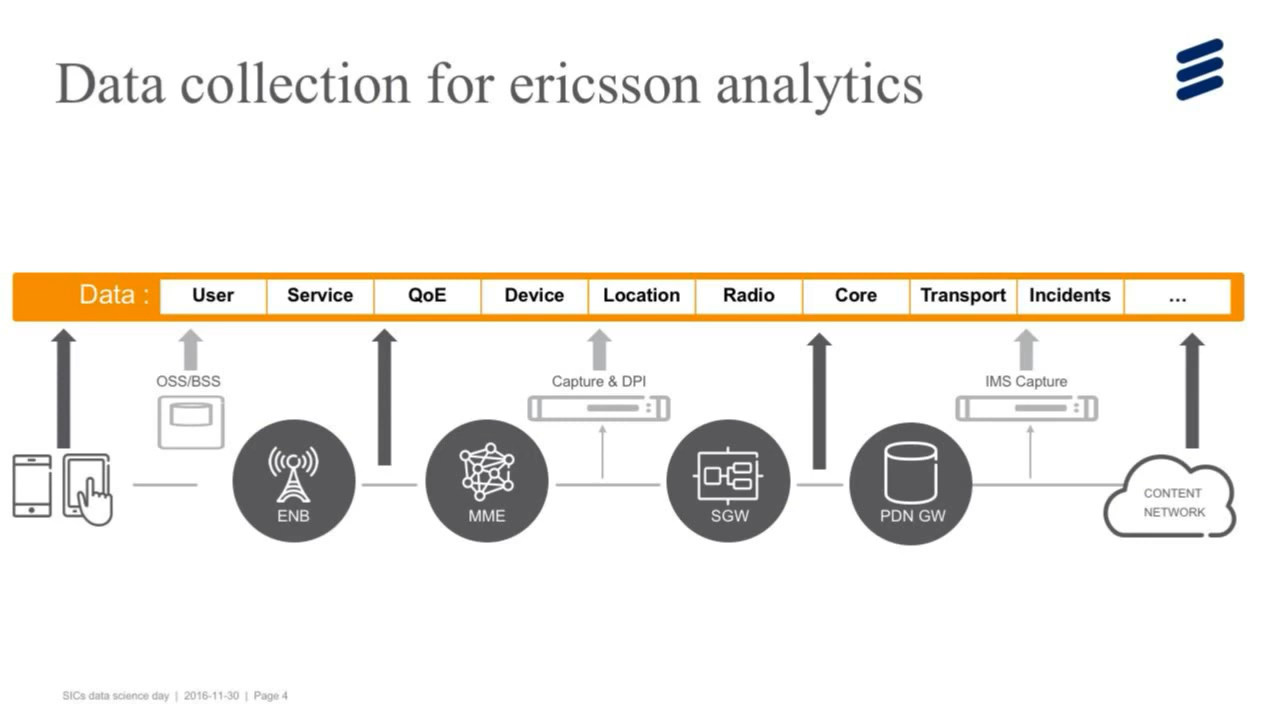 Data collection for ericsson analytics
Data : User Service QoE Device Location Radio Core Transport Incidents ...
OSS/BSS Capture & DPI IMS Capture
ENB MME SGW PDN GW
CONTENT
NETWORK
SICs data science day | 2016-11-30 | Page 4